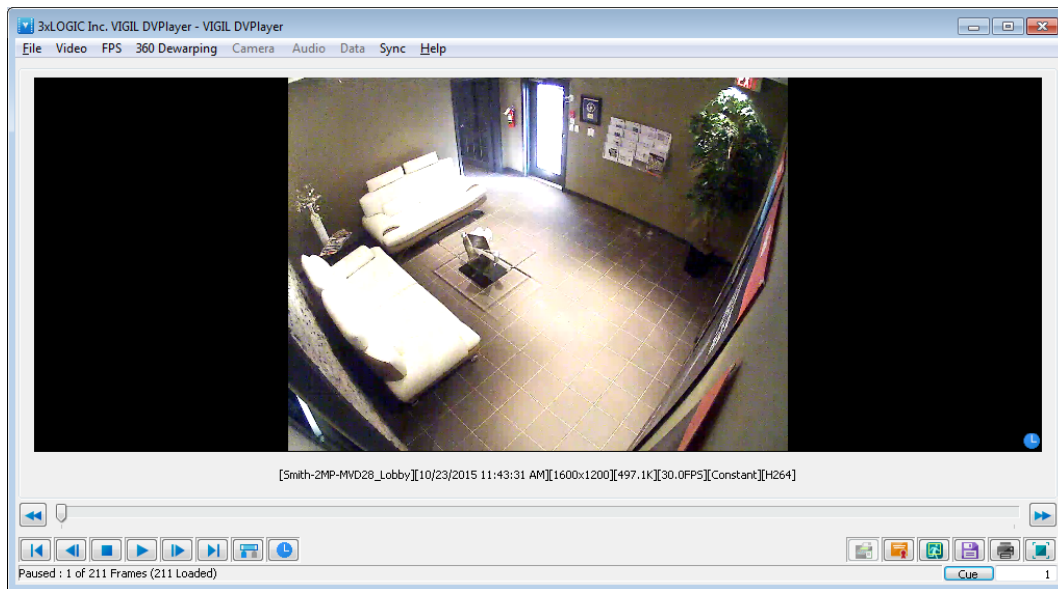 3xLOGIC Inc. VIGIL DVPlayer - VIGIL DVPlayer
File Video FPS 360 Dewarping Camera Audio Data Sync Help
[Smith-2MP-MVD28_Lobby][10/23/2015 11:43:31 AM][1600x1200][497.1K][30.0FPS][Constant][H264]
Paused : 1 of 211 Frames (211 Loaded) Cue 1